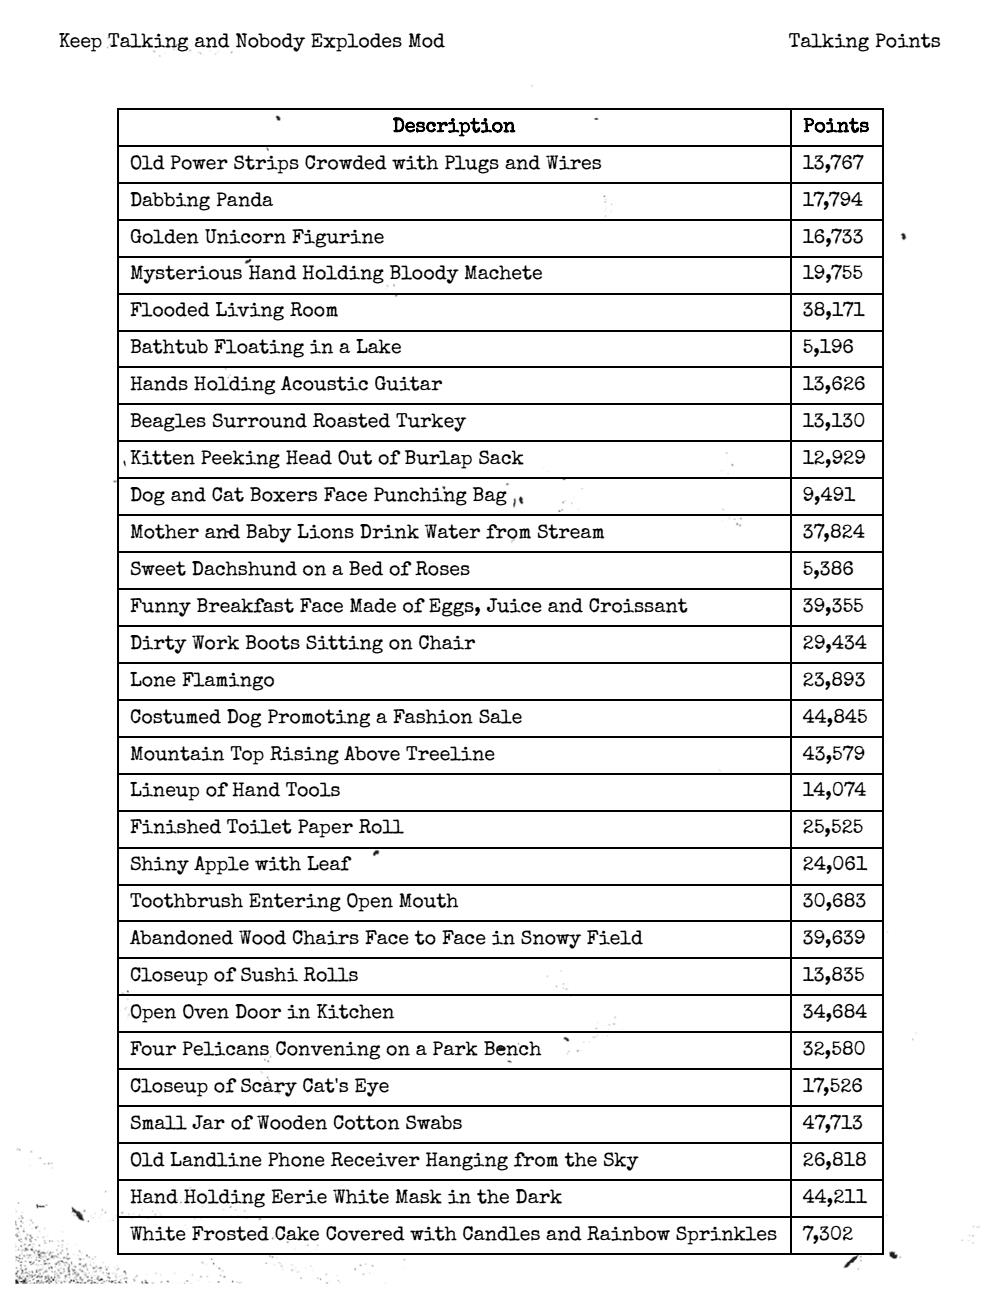 Keep Talking and Nobody Explodes Mod Talking Points
Description Points
Old Power Strips Crowded with Plugs and Wires 13,767
Dabbing Panda 17,794
Golden Unicorn Figurine 16,733
Mysterious Hand Holding Bloody Machete 19,755
Flooded Living Room 38,171
Bathtub Floating in a Lake 5,196
Hands Holding Acoustic Guitar 13,626
Beagles Surround Roasted Turkey 13,130
Kitten Peeking Head Out of Burlap Sack 12,929
Dog and Cat Boxers Face Punching Bag 9,491
Mother and Baby Lions Drink Water from Stream 37,824
Sweet Dachshund on a Bed of Roses 5,386
Funny Breakfast Face Made of Eggs, Juice and Croissant 39,355
Dirty Work Boots Sitting on Chair 29,434
Lone Flamingo 23,893
Costumed Dog Promoting a Fashion Sale 44,845
Mountain Top Rising Above Treeline 43,579
Lineup of Hand Tools 14,074
Finished Toilet Paper Roll 25,525
Shiny Apple with Leaf 24,061
Toothbrush Entering Open Mouth 30,683
Abandoned Wood Chairs Face to Face in Snowy Field 39,639
Closeup of Sushi Rolls 13,835
Open Oven Door in Kitchen 34,684
Four Pelicans Convening on a Park Bench 32,580
Closeup of Scary Cat's Eye 17,526
Small Jar of Wooden Cotton Swabs 47,713
Old Landline Phone Receiver Hanging from the Sky 26,818
Hand Holding Eerie White Mask in the Dark 44,211
White Frosted Cake Covered with Candles and Rainbow Sprinkles 7,302